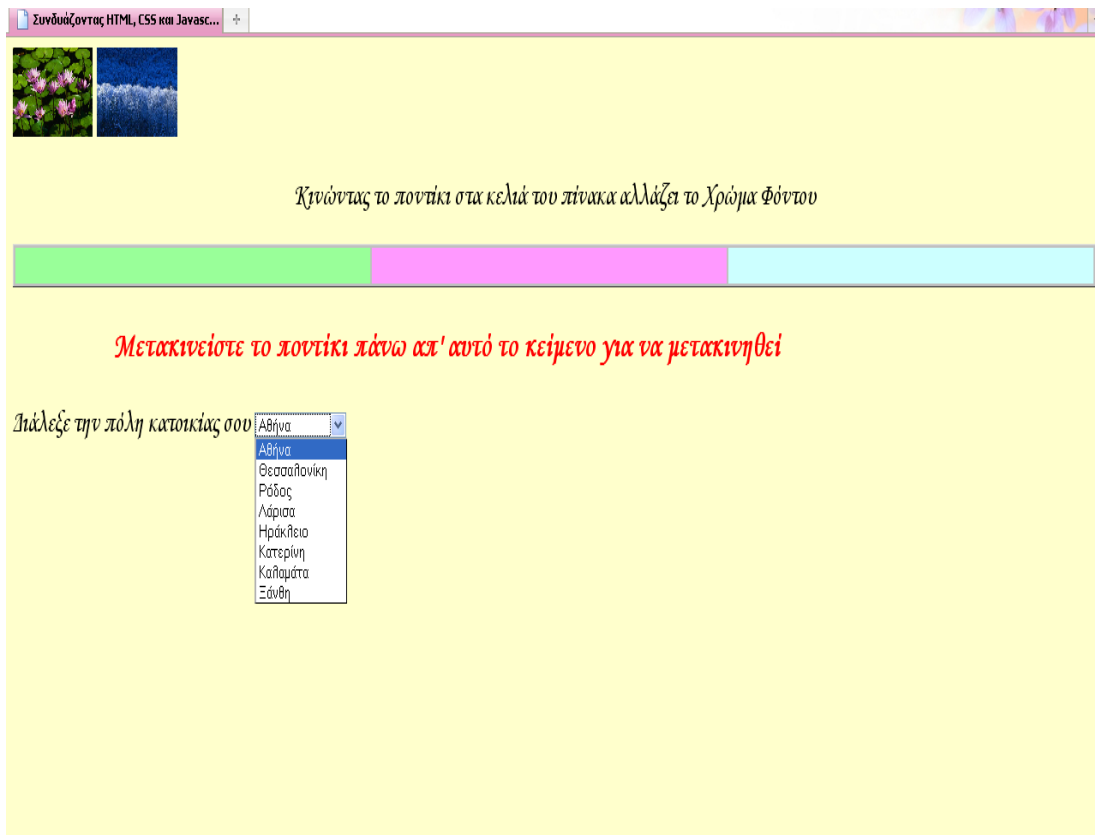 Συνδυάζοντας HTML, CSS και Javasc...
Κινώντας το ποντίκι στα κελιά του πίνακα αλλάζει το Χρώμα Φόντου
Μετακινείστε το ποντίκι πάνω απ' αυτό το κείμενο για να μετακινηθεί
Διάλεξε την πόλη κατοικίας σου Αθήνα
Αθήνα
Θεσσαλονίκη
Ρόδος
Λάρισα
Ηράκλειο
Κατερίνη
Καλαμάτα
Ξάνθη